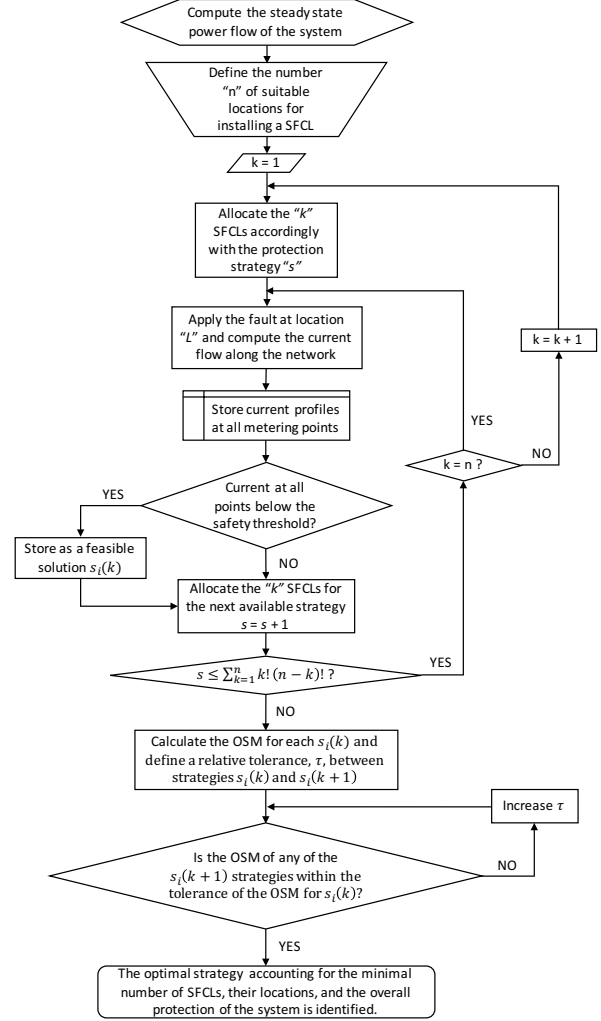 Compute the steady state
power flow of the system
Define the number
“n” of suitable
locations for
installing a SFCL
k = 1
Allocate the “k”
SFCLs accordingly
with the protection
strategy “s”
Apply the fault at location
“L” and compute the current
flow along the network
k = k + 1
Store current profiles
at all metering points
YES
k = n ?
NO
Current at all
points below the
safety threshold?
YES
Store as a feasible
solution s_i(k)
NO
Allocate the “k” SFCLs for
the next available strategy
s = s + 1
s ≤ ∑_{k=1}^{n} k! (n − k)! ?
YES
NO
Calculate the OSM for each s_i(k) and
define a relative tolerance, τ, between
strategies s_i(k) and s_i(k + 1)
Increase τ
Is the OSM of any of the
s_i(k + 1) strategies within the
tolerance of the OSM for s_i(k)?
NO
YES
The optimal strategy accounting for the minimal
number of SFCLs, their locations, and the overall
protection of the system is identified.